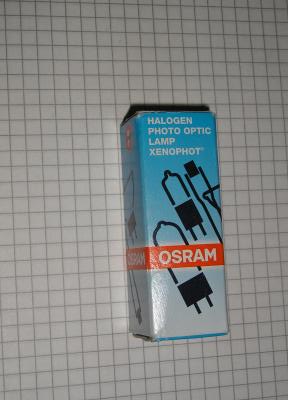 HALOGEN
PHOTO OPTIC
LAMP
XENOPHOT®
OSRAM